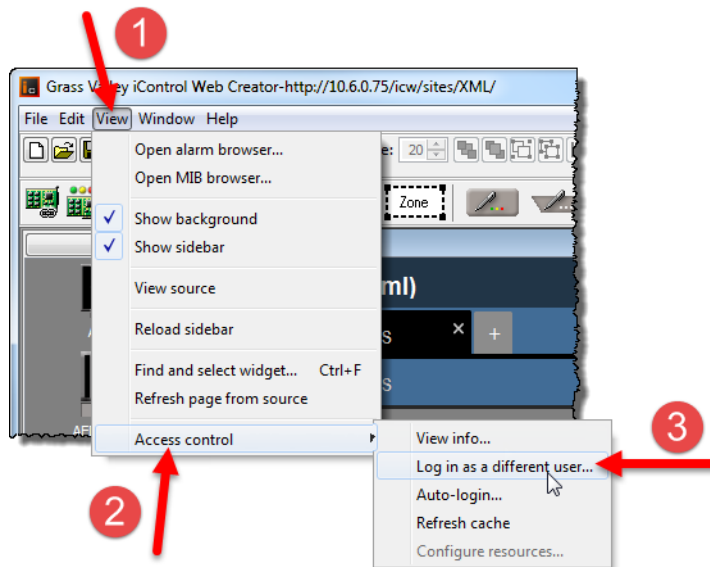 1
Grass Valley iControl Web Creator-http://10.6.0.75/icw/sites/XML/
File Edit View Window Help
20
Open alarm browser...
Open MIB browser...
Zone
Show background
Show sidebar
View source
ml)
Reload sidebar
s
+
Find and select widget... Ctrl+F
s
Refresh page from source
Access control
View info...
3
Log in as a different user...
2
Auto-login...
Refresh cache
Configure resources...